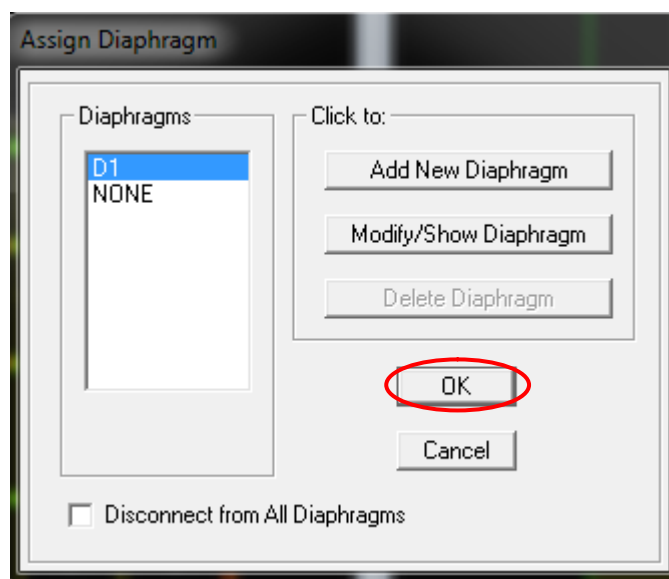 Assign Diaphragm
Diaphragms
D1
NONE
Click to:
Add New Diaphragm
Modify/Show Diaphragm
Delete Diaphragm
OK
Cancel
Disconnect from All Diaphragms